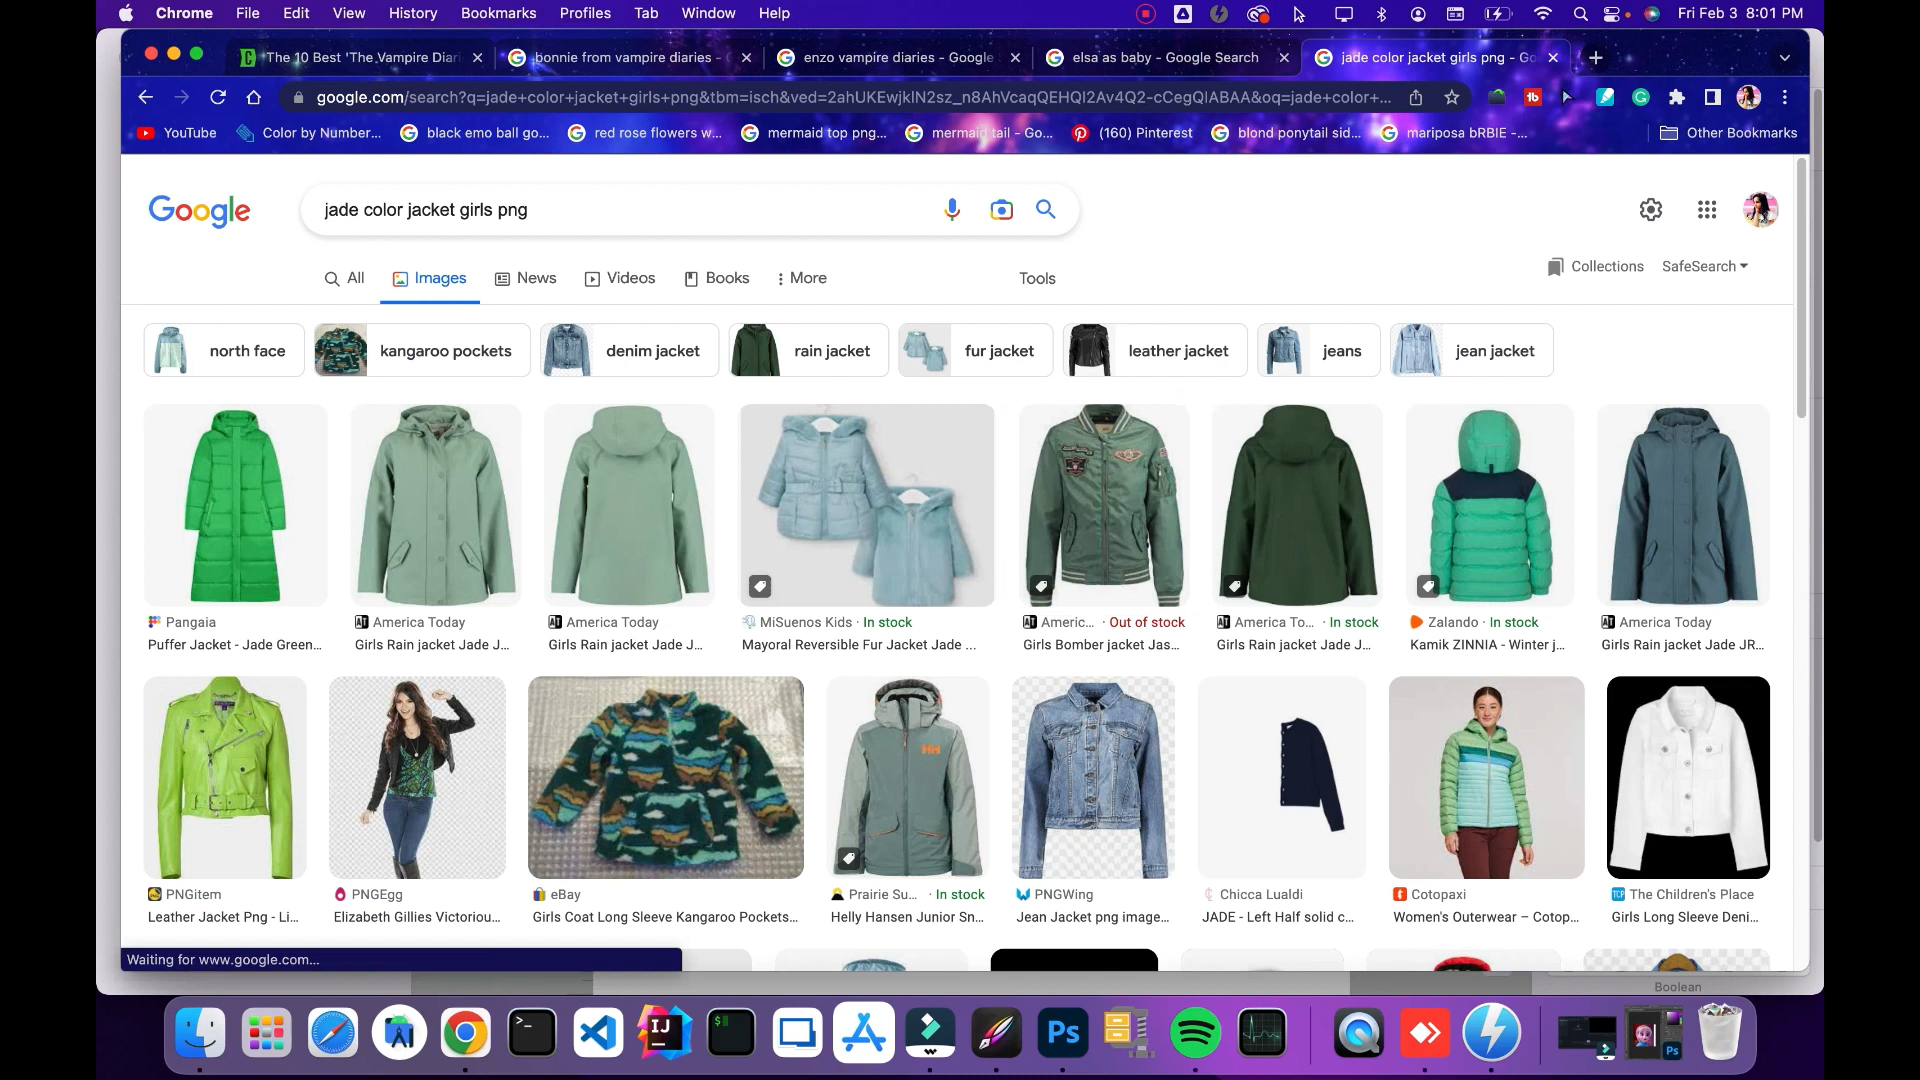 Chrome File Edit View History Bookmarks Profiles Tab Window Help Fri Feb 3 8:01 PM
The 10 Best 'The Vampire Diari bonnie from vampire diaries - enzo vampire diaries - Google elsa as baby - Google Search jade color jacket girls png - Go
google.com/search?q=jade+color+jacket+girls+png&tbm=isch&ved=2ahUKEwjklN2sz_n8AhVcaqQEHQI2Av4Q2-cCegQIABAA&oq=jade+color+...
YouTube Color by Number... black emo ball go... red rose flowers w... mermaid top png... mermaid tail - Go... (160) Pinterest blond ponytail sid... mariposa bRBIE -... Other Bookmarks
Google
jade color jacket girls png
All Images News Videos Books More Tools
Collections SafeSearch
north face kangaroo pockets denim jacket rain jacket fur jacket leather jacket jeans jean jacket
Pangaia America Today America Today MiSuenos Kids · In stock Americ... · Out of stock America To... · In stock Zalando · In stock America Today
Puffer Jacket - Jade Green... Girls Rain jacket Jade J... Girls Rain jacket Jade J... Mayoral Reversible Fur Jacket Jade ... Girls Bomber jacket Jas... Girls Rain jacket Jade J... Kamik ZINNIA - Winter j... Girls Rain jacket Jade JR...
HH
PNGitem PNGEgg eBay Prairie Su... · In stock PNGWing Chicca Lualdi Cotopaxi TCP The Children's Place
Leather Jacket Png - Li... Elizabeth Gillies Victoriou... Girls Coat Long Sleeve Kangaroo Pockets... Helly Hansen Junior Sn... Jean Jacket png image... JADE - Left Half solid c... Women's Outerwear – Cotop... Girls Long Sleeve Deni...
Waiting for www.google.com...
Boolean
IJ
Ps
Ps